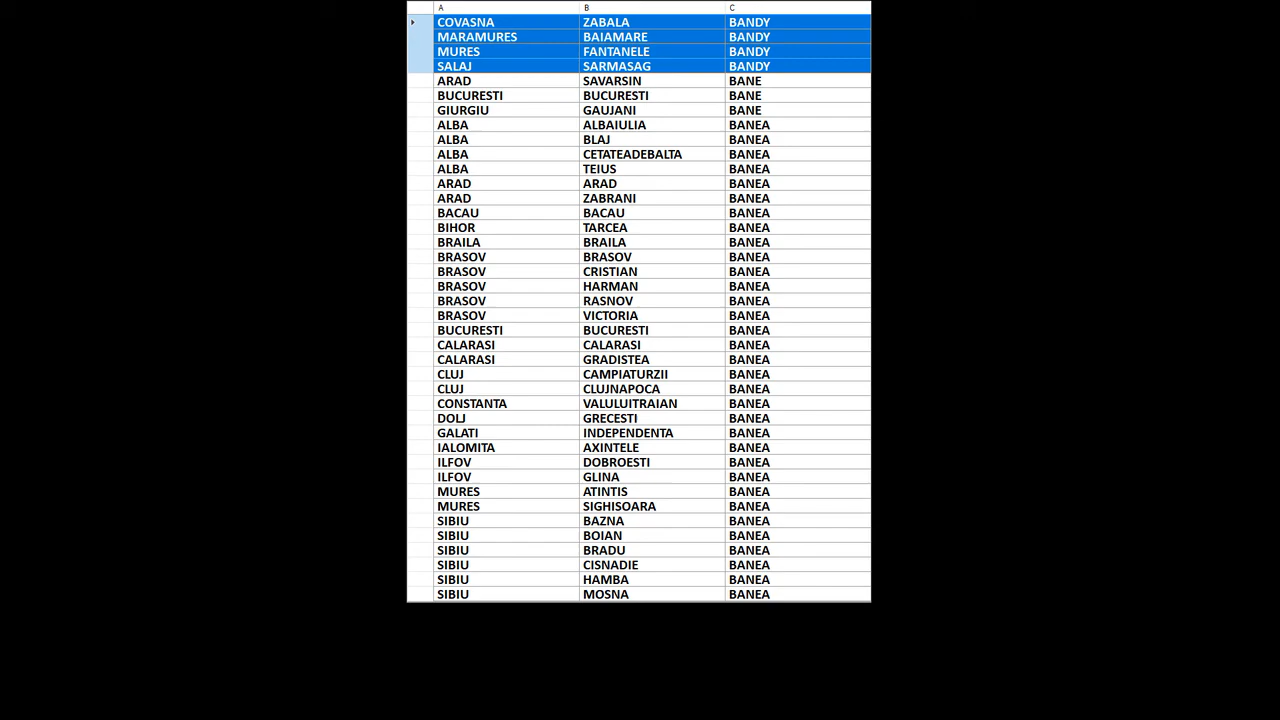 A B C
COVASNA ZABALA BANDY
MARAMURES BAIAMARE BANDY
MURES FANTANELE BANDY
SALAJ SARMASAG BANDY
ARAD SAVARSIN BANE
BUCURESTI BUCURESTI BANE
GIURGIU GAUJANI BANE
ALBA ALBAIULIA BANEA
ALBA BLAJ BANEA
ALBA CETATEADEBALTA BANEA
ALBA TEIUS BANEA
ARAD ARAD BANEA
ARAD ZABRANI BANEA
BACAU BACAU BANEA
BIHOR TARCEA BANEA
BRAILA BRAILA BANEA
BRASOV BRASOV BANEA
BRASOV CRISTIAN BANEA
BRASOV HARMAN BANEA
BRASOV RASNOV BANEA
BRASOV VICTORIA BANEA
BUCURESTI BUCURESTI BANEA
CALARASI CALARASI BANEA
CALARASI GRADISTEA BANEA
CLUJ CAMPIATURZII BANEA
CLUJ CLUJNAPOCA BANEA
CONSTANTA VALULUITRAIAN BANEA
DOLJ GRECESTI BANEA
GALATI INDEPENDENTA BANEA
IALOMITA AXINTELE BANEA
ILFOV DOBROESTI BANEA
ILFOV GLINA BANEA
MURES ATINTIS BANEA
MURES SIGHISOARA BANEA
SIBIU BAZNA BANEA
SIBIU BOIAN BANEA
SIBIU BRADU BANEA
SIBIU CISNADIE BANEA
SIBIU HAMBA BANEA
SIBIU MOSNA BANEA